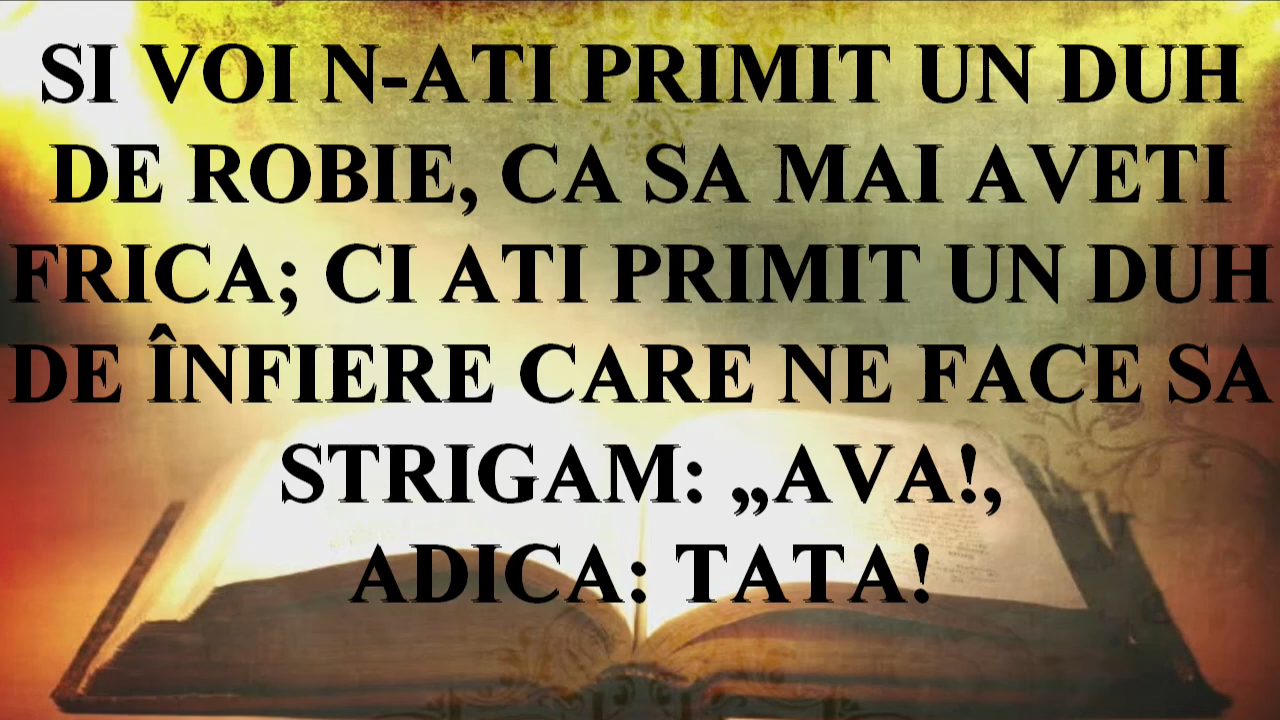 SI VOI N-ATI PRIMIT UN DUH
DE ROBIE, CA SA MAI AVETI
FRICA; CI ATI PRIMIT UN DUH
DE ÎNFIERE CARE NE FACE SA
STRIGAM: „AVA!,
ADICA: TATA!